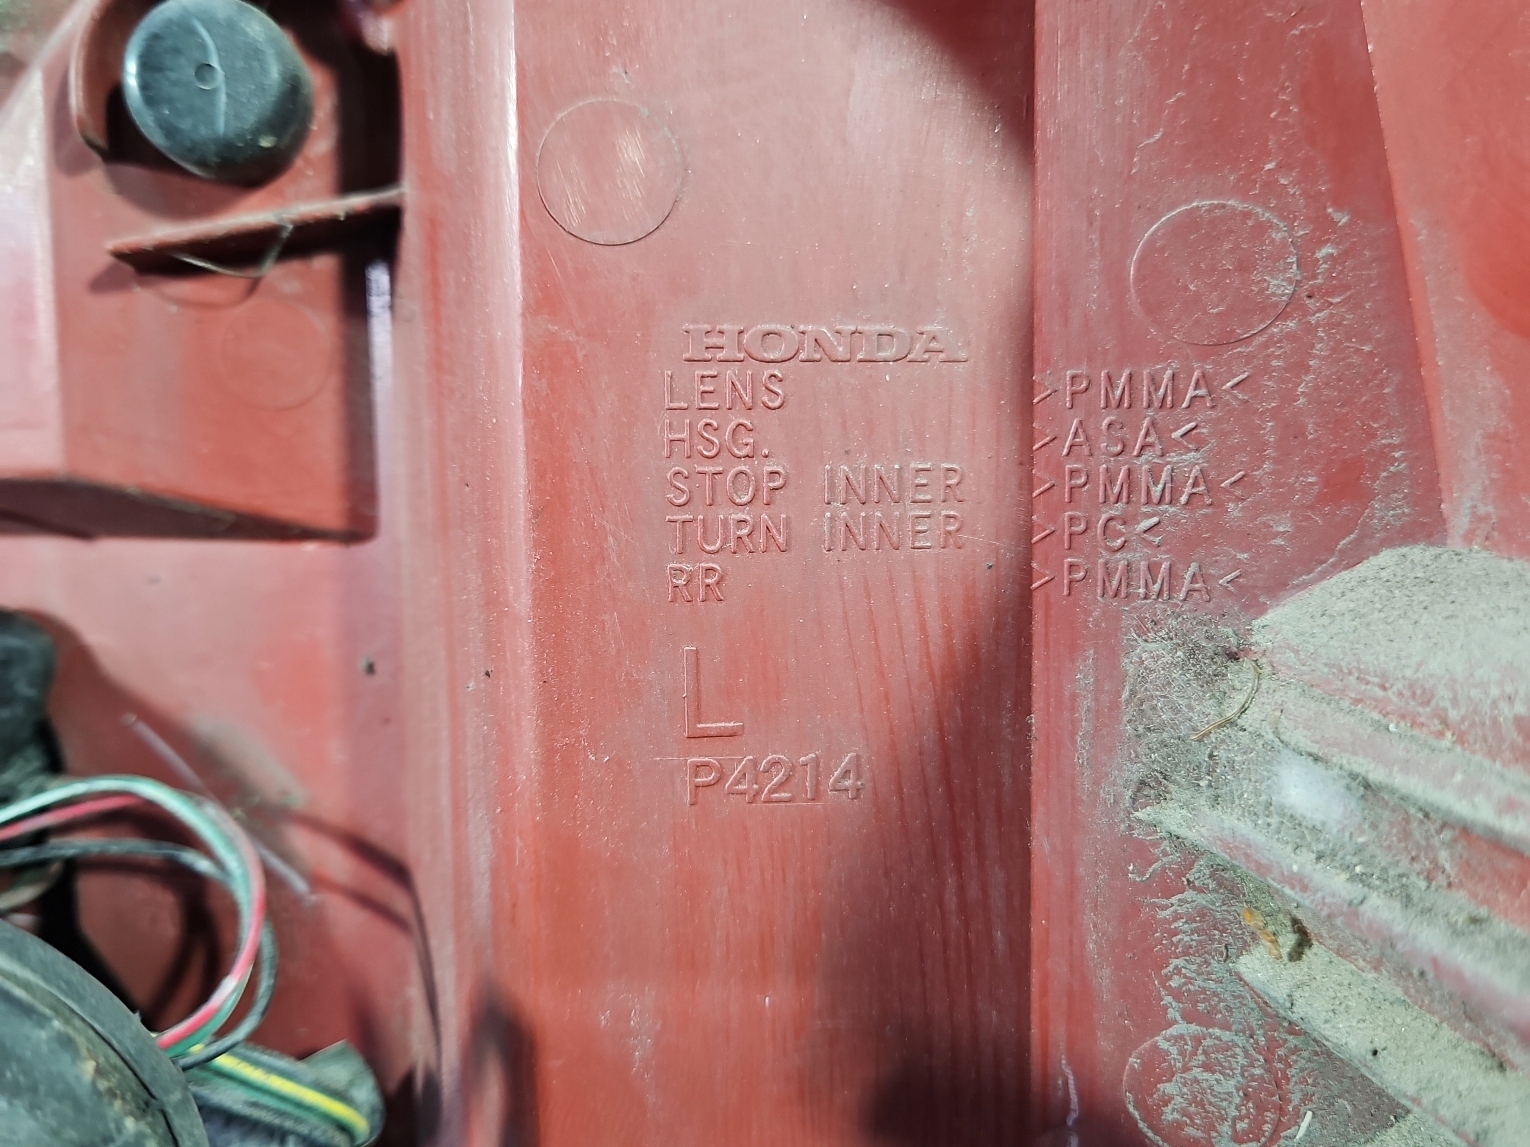 HONDA
LENS >PMMA<
HSG. >ASA<
STOP INNER >PMMA<
TURN INNER >PC<
RR >PMMA<
L
P4214